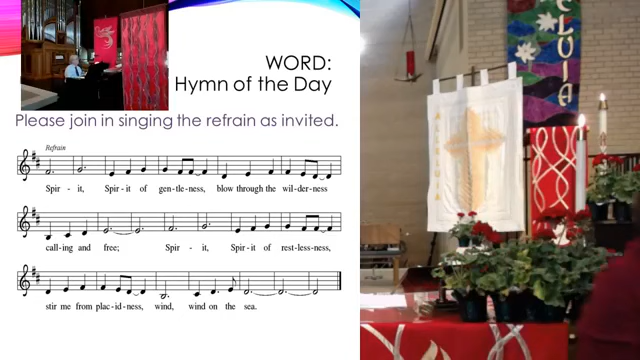 WORD:
Hymn of the Day
Please join in singing the refrain as invited.
Refrain
Spir - it, Spir - it of gen - tle - ness, blow through the wil - der - ness
call - ing and free; Spir - it, Spir - it of rest - less - ness,
stir me from plac - id - ness, wind, wind on the sea.
ALLELUIA